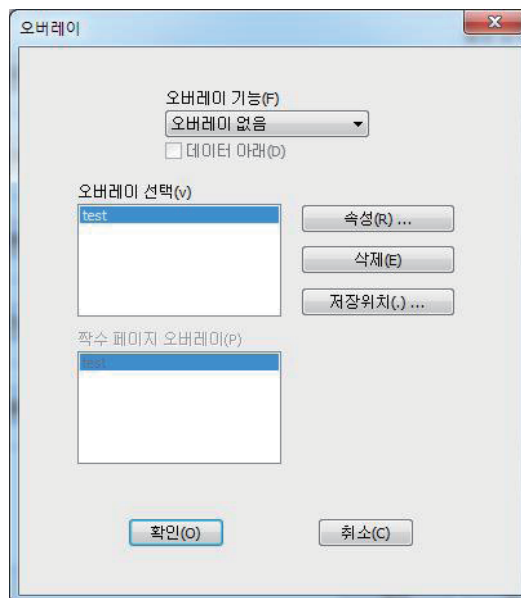 오버레이
오버레이 기능(F)
오버레이 없음
데이터 아래(D)
오버레이 선택(v)
test
속성(R) ...
삭제(E)
저장위치(.) ...
짝수 페이지 오버레이(P)
test
확인(O)
취소(C)